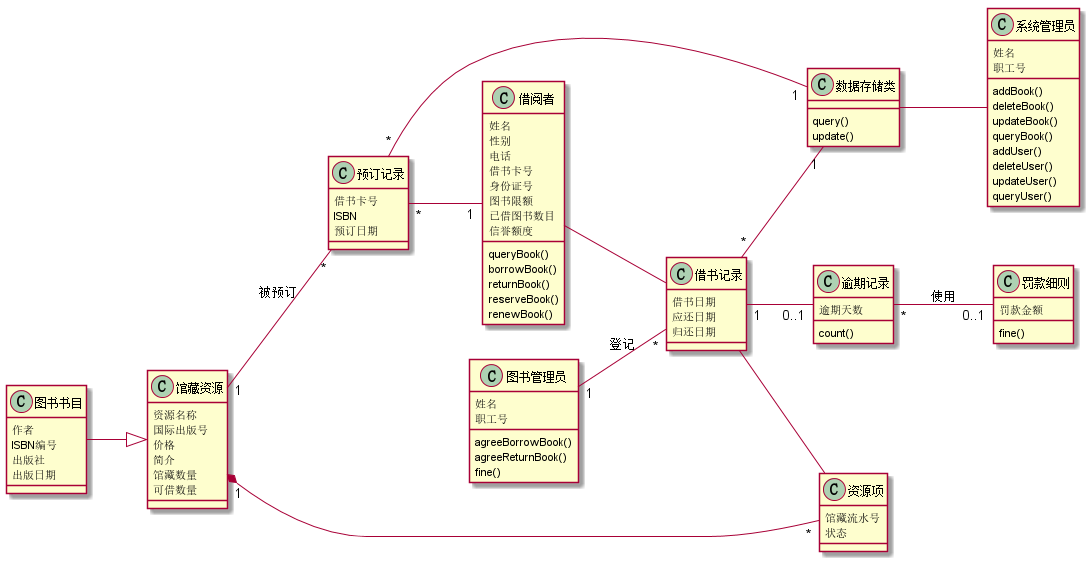 C 图书书目
作者
ISBN编号
出版社
出版日期
C 馆藏资源
资源名称
国际出版号
价格
简介
馆藏数量
可借数量
1
1
被预订
*
C 预订记录
借书卡号
ISBN
预订日期
*
*
1
C 借阅者
姓名
性别
电话
借书卡号
身份证号
图书限额
已借图书数目
信誉额度
queryBook()
borrowBook()
returnBook()
reserveBook()
renewBook()
C 图书管理员
姓名
职工号
agreeBorrowBook()
agreeReturnBook()
fine()
1
登记
*
C 借书记录
借书日期
应还日期
归还日期
*
1
1
C 数据存储类
query()
update()
C 系统管理员
姓名
职工号
addBook()
deleteBook()
updateBook()
queryBook()
addUser()
deleteUser()
updateUser()
queryUser()
1
0..1
C 逾期记录
逾期天数
count()
*
使用
0..1
C 罚款细则
罚款金额
fine()
C 资源项
馆藏流水号
状态
*